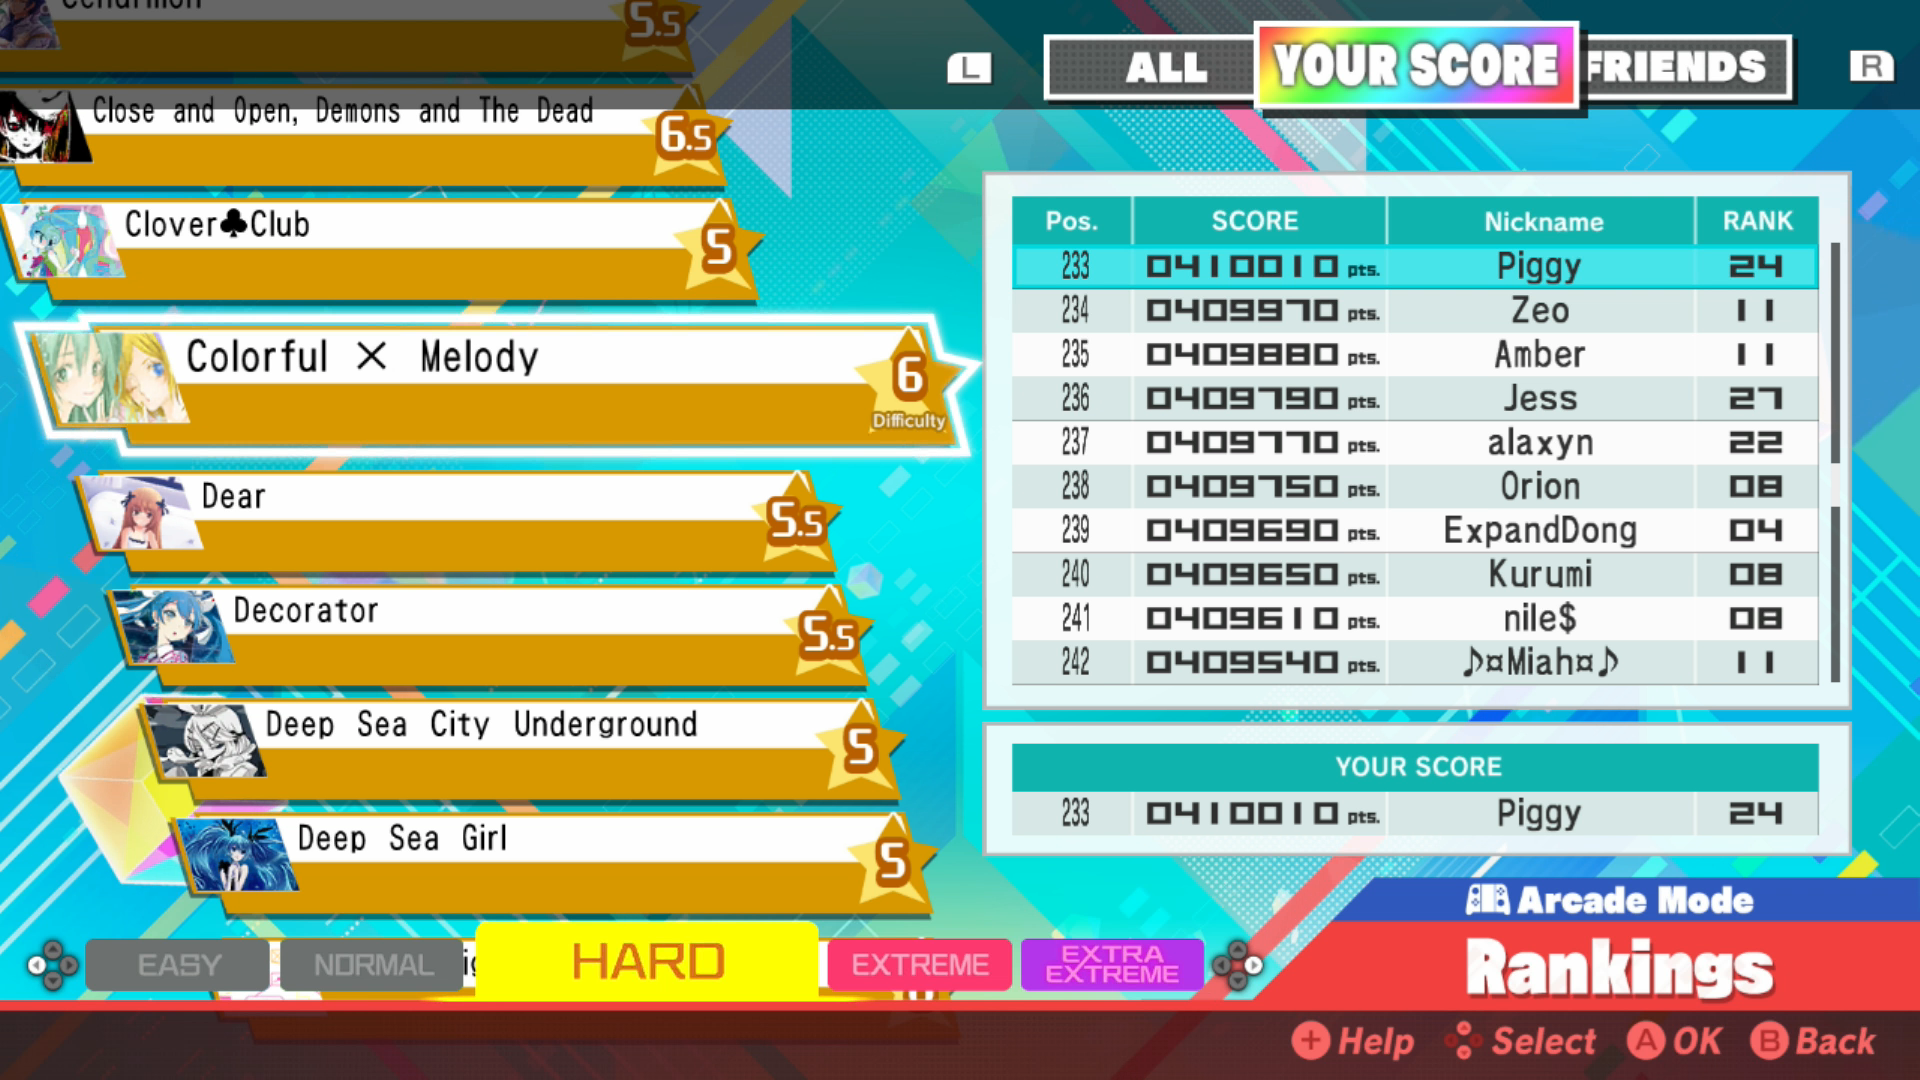 Cendrillon
5.5
L
ALL
YOUR SCORE
FRIENDS
R
Close and Open, Demons and The Dead
6.5
Clover♣Club
5
Colorful × Melody
6
Difficulty
Dear
5.5
Decorator
5.5
Deep Sea City Underground
5
Deep Sea Girl
5
Pos. SCORE Nickname RANK
233 0410010 pts. Piggy 24
234 0409970 pts. Zeo 11
235 0409880 pts. Amber 11
236 0409790 pts. Jess 27
237 0409770 pts. alaxyn 22
238 0409750 pts. Orion 08
239 0409690 pts. ExpandDong 04
240 0409650 pts. Kurumi 08
241 0409610 pts. nile$ 08
242 0409540 pts. ♪¤Miah¤♪ 11
YOUR SCORE
233 0410010 pts. Piggy 24
Arcade Mode
Rankings
EASY
NORMAL
HARD
EXTREME
EXTRA
EXTREME
+ Help
Select
A OK
B Back